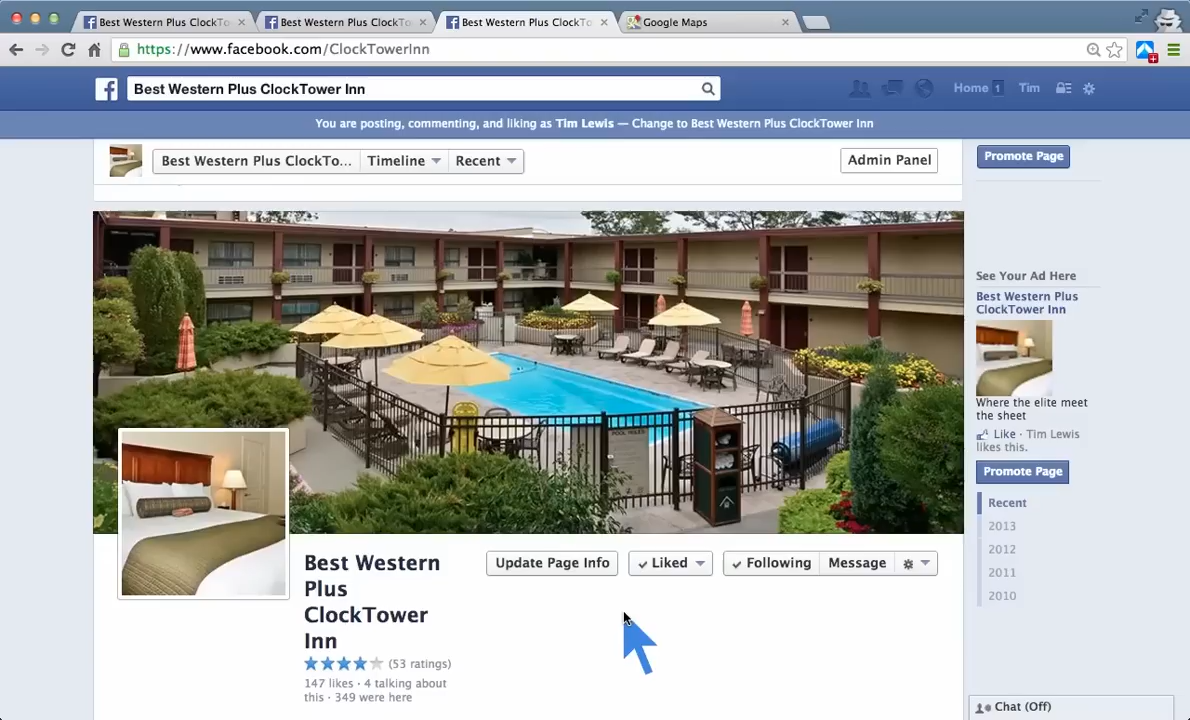 Best Western Plus ClockTo
Best Western Plus ClockTo
Best Western Plus ClockTo
Google Maps
https://www.facebook.com/ClockTowerInn
Best Western Plus ClockTower Inn
Home 1
Tim
You are posting, commenting, and liking as Tim Lewis — Change to Best Western Plus ClockTower Inn
Best Western Plus ClockTo...
Timeline
Recent
Admin Panel
Promote Page
See Your Ad Here
Best Western Plus
ClockTower Inn
Where the elite meet
the sheet
Like · Tim Lewis
likes this.
Promote Page
Recent
2013
2012
2011
2010
POOL RULES
Best Western
Plus
ClockTower
Inn
(53 ratings)
147 likes · 4 talking about
this · 349 were here
Update Page Info
Liked
Following
Message
Chat (Off)